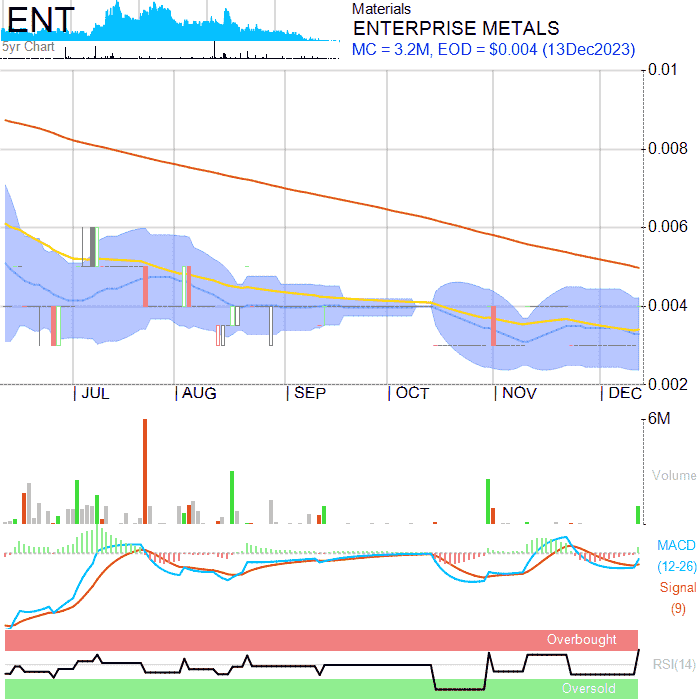 ENT
5yr Chart
Materials
ENTERPRISE METALS
MC = 3.2M, EOD = $0.004 (13Dec2023)
0.01
0.008
0.006
0.004
0.002
JUL
AUG
SEP
OCT
NOV
DEC
6M
Volume
MACD
(12-26)
Signal
(9)
Overbought
RSI(14)
Oversold